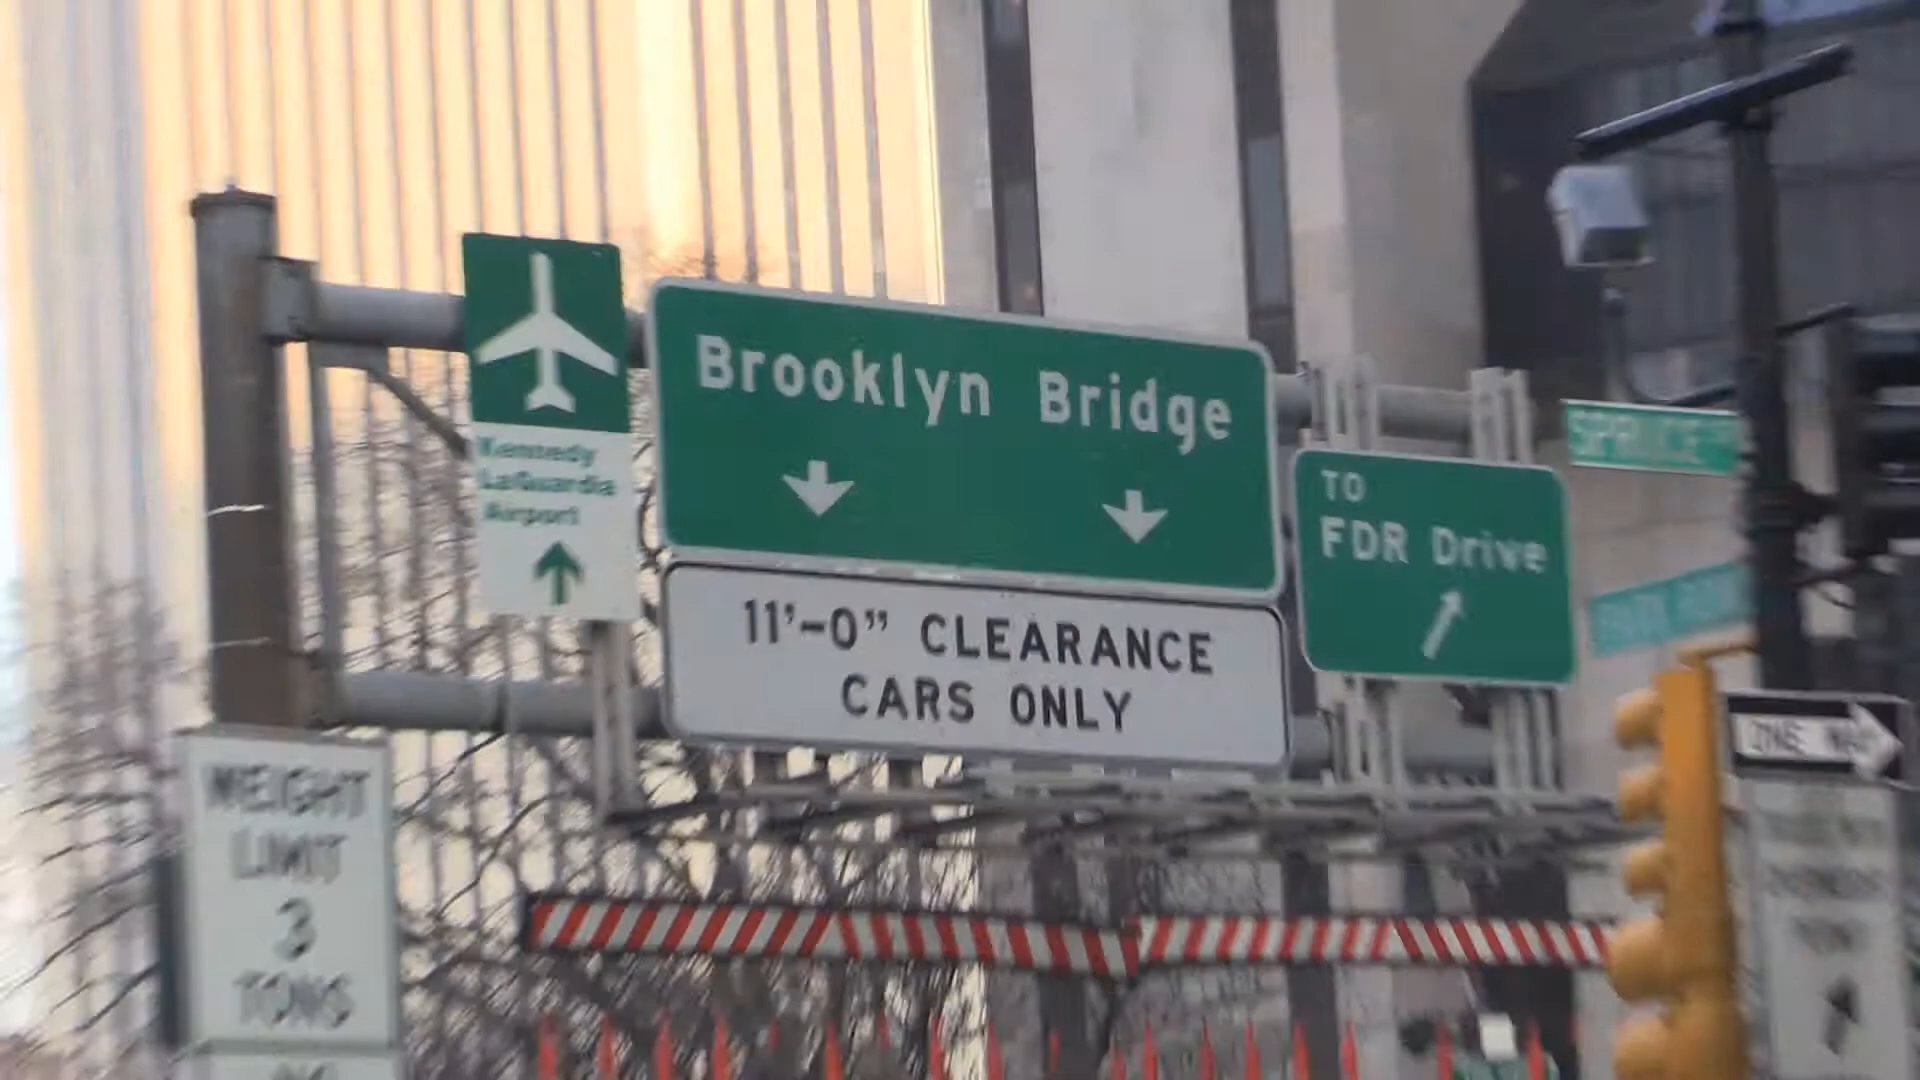 Kennedy
LaGuardia
Airport
Brooklyn Bridge
11'-0" CLEARANCE
CARS ONLY
TO
FDR Drive
SPRUCE
ONE WAY
WEIGHT
LIMIT
3
TONS